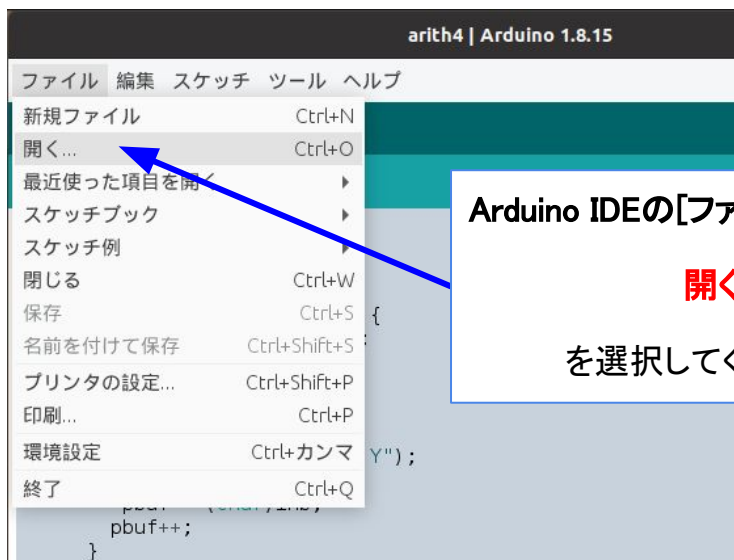 arith4 | Arduino 1.8.15
ファイル 編集 スケッチ ツール ヘルプ
新規ファイル Ctrl+N
開く... Ctrl+O
最近使った項目を開く
スケッチブック
スケッチ例
閉じる Ctrl+W
保存 Ctrl+S {
名前を付けて保存 Ctrl+Shift+S
プリンタの設定... Ctrl+Shift+P
印刷... Ctrl+P
環境設定 Ctrl+カンマ Y");
終了 Ctrl+Q
pbuf++;
}
Arduino IDEの[ファ
開く
を選択してく